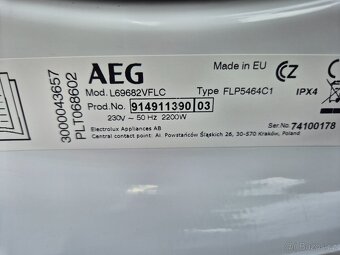 3000043657
PLT068602
AEG
Made in EU
Mod. L69682VFLC
Type FLP5464C1
IPX4
Prod.No. 914911390 03
230V ~ 50 Hz 2200W
Electrolux Appliances AB
Central contact point: Al. Powstańców Śląskich 26, 30-570 Kraków, Poland
Ser.No 74100178